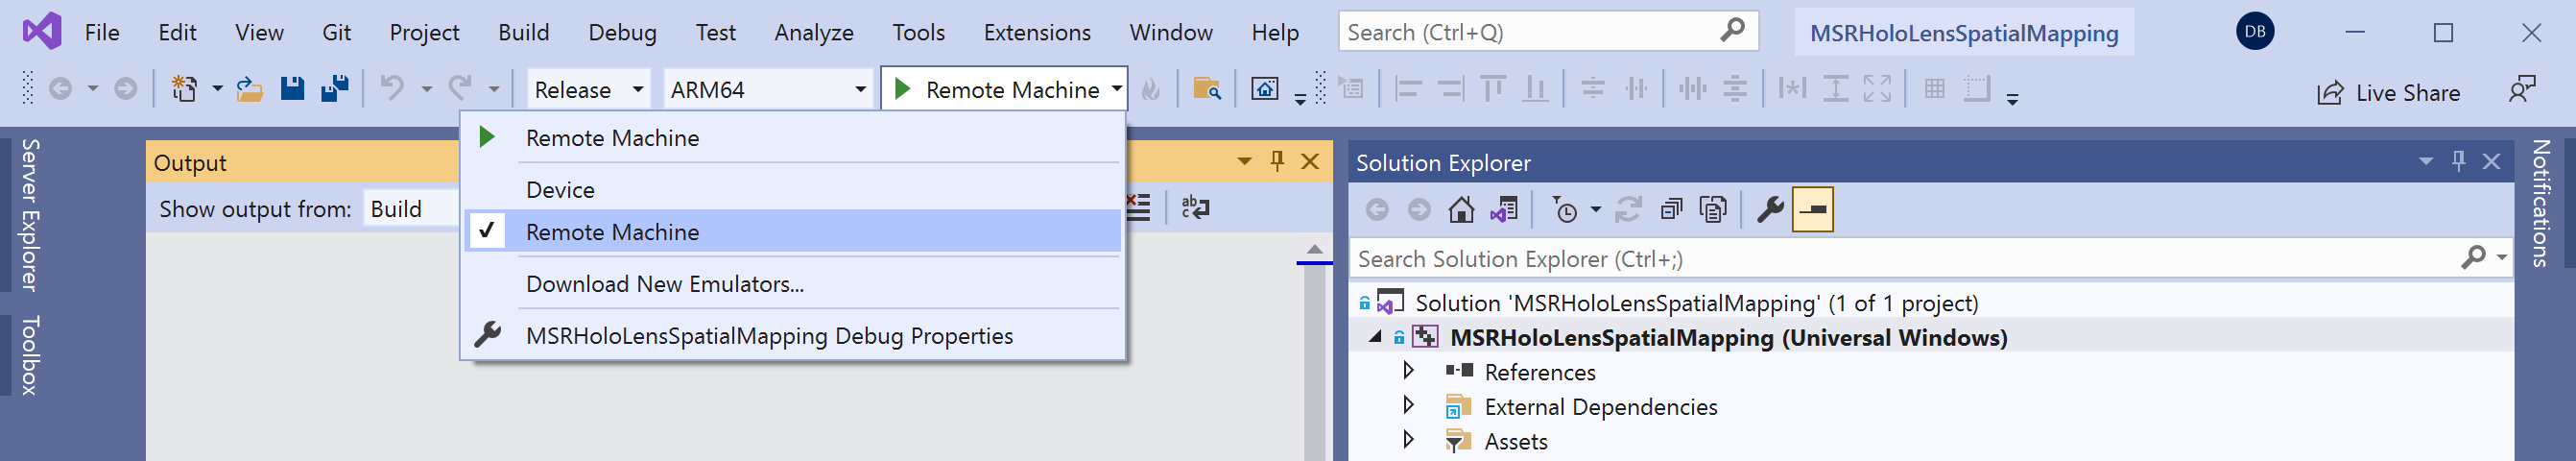 File Edit View Git Project Build Debug Test Analyze Tools Extensions Window Help Search (Ctrl+Q) MSRHoloLensSpatialMapping DB
Release ARM64 Remote Machine Live Share
Server Explorer
Toolbox
Output
Show output from: Build
Remote Machine
Device
Remote Machine
Download New Emulators...
MSRHoloLensSpatialMapping Debug Properties
Solution Explorer
Search Solution Explorer (Ctrl+;)
Solution 'MSRHoloLensSpatialMapping' (1 of 1 project)
MSRHoloLensSpatialMapping (Universal Windows)
References
External Dependencies
Assets
Notifications